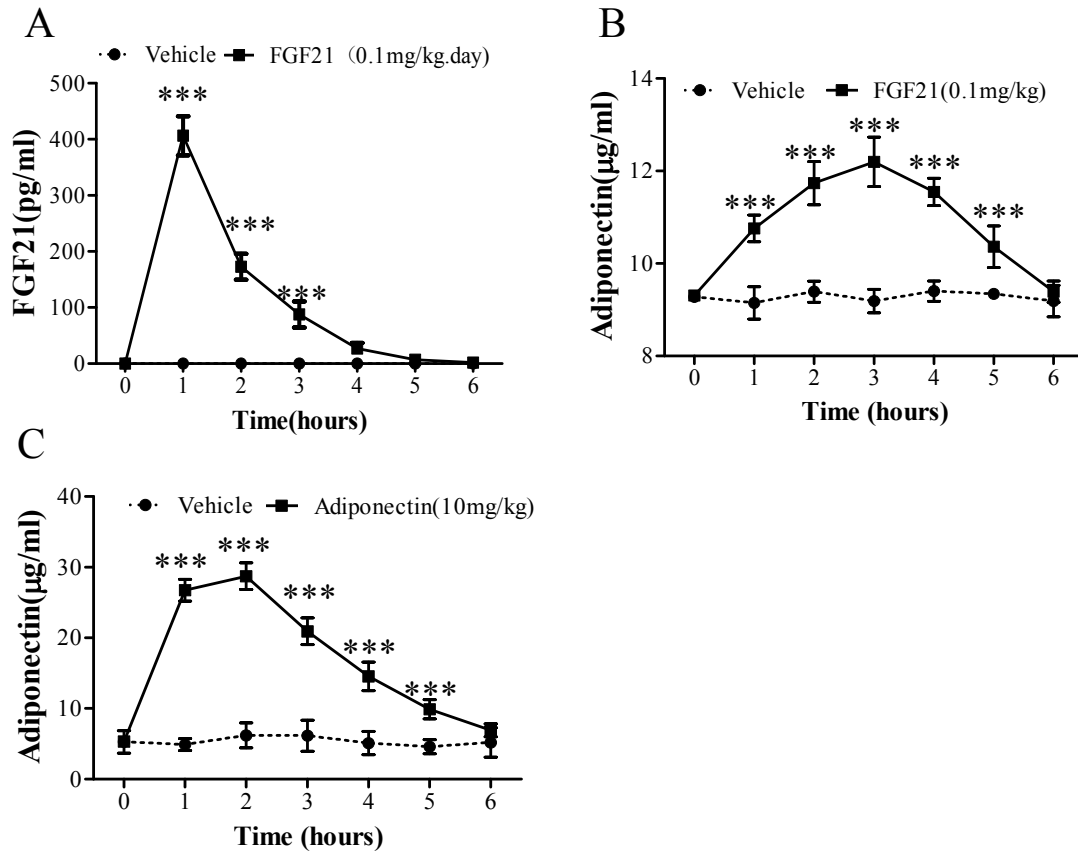 A
Vehicle FGF21（0.1mg/kg.day)
500
400
300
200
100
0
FGF21(pg/ml)
***
***
***
0 1 2 3 4 5 6
Time(hours)
B
14
12
10
8
Adiponectin(μg/ml)
Vehicle FGF21(0.1mg/kg)
***
***
***
***
***
0 1 2 3 4 5 6
Time (hours)
C
40
30
20
10
0
Adiponectin(μg/ml)
Vehicle Adiponectin(10mg/kg)
***
***
***
***
***
0 1 2 3 4 5 6
Time (hours)